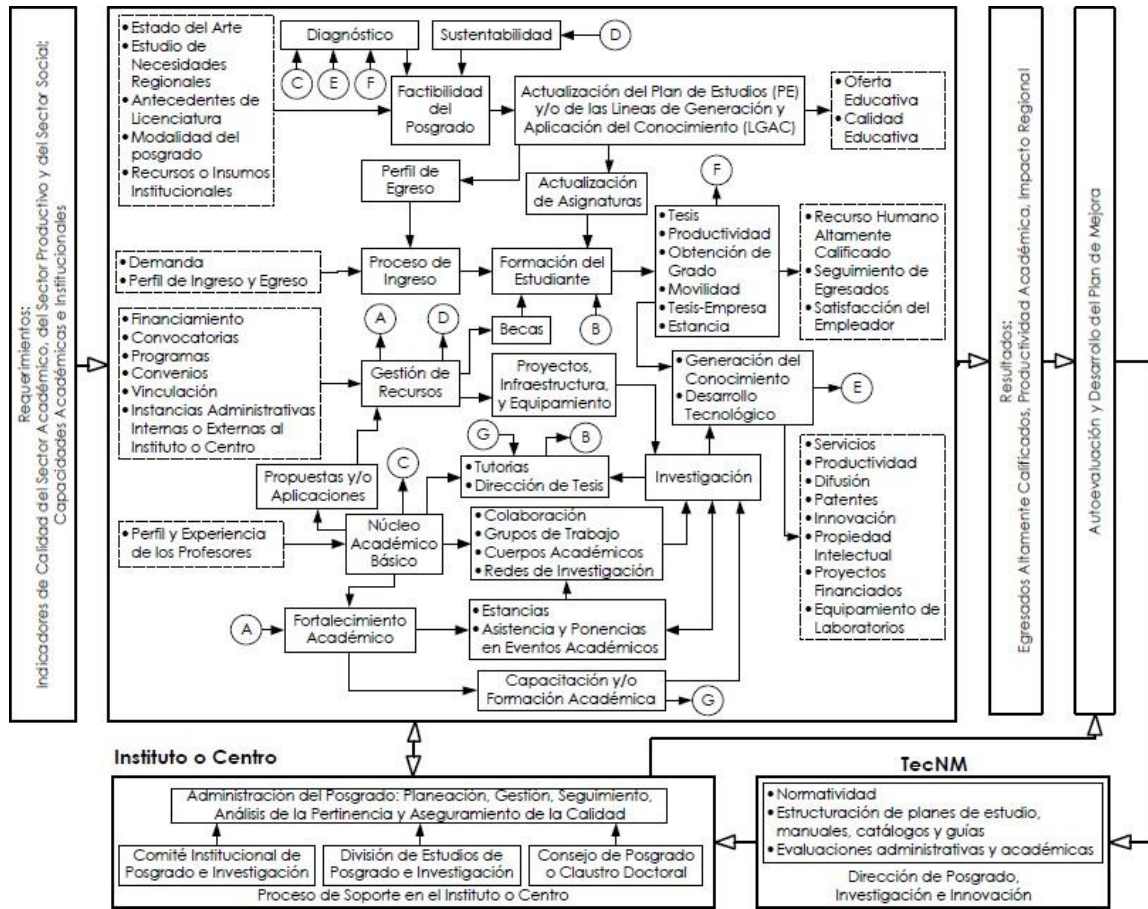 Requerimientos:
Indicadores de Calidad del Sector Académico, del Sector Productivo y del Sector Social;
Capacidades Académicas e Institucionales
• Estado del Arte
• Estudio de
Necesidades
Regionales
• Antecedentes de
Licenciatura
• Modalidad del
posgrado
• Recursos o Insumos
Institucionales
Diagnóstico
C
E
F
Sustentabilidad
D
Factibilidad
del
Posgrado
Actualización del Plan de Estudios (PE)
y/o de las Lineas de Generación y
Aplicación del Conocimiento (LGAC)
• Oferta
Educativa
• Calidad
Educativa
Perfil de
Egreso
Actualización
de Asignaturas
F
• Demanda
• Perfil de Ingreso y Egreso
Proceso de
Ingreso
Formación del
Estudiante
• Tesis
• Productividad
• Obtención de
Grado
• Movilidad
• Tesis-Empresa
• Estancia
• Recurso Humano
Altamente
Calificado
• Seguimiento de
Egresados
• Satisfacción del
Empleador
• Financiamiento
• Convocatorias
• Programas
• Convenios
• Vinculación
• Instancias Administrativas
Internas o Externas al
Instituto o Centro
A
D
Becas
B
Gestión de
Recursos
Proyectos,
Infraestructura,
y Equipamiento
• Generación del
Conocimiento
• Desarrollo
Tecnológico
E
G
B
Propuestas y/o
Aplicaciones
C
• Tutorias
• Dirección de Tesis
Investigación
• Servicios
• Productividad
• Difusión
• Patentes
• Innovación
• Propiedad
Intelectual
• Proyectos
Financiados
• Equipamiento de
Laboratorios
• Perfil y Experiencia
de los Profesores
Núcleo
Académico
Básico
• Colaboración
• Grupos de Trabajo
• Cuerpos Académicos
• Redes de Investigación
A
Fortalecimiento
Académico
• Estancias
• Asistencia y Ponencias
en Eventos Académicos
Capacitación y/o
Formación Académica
G
Resultados:
Egresados Altamente Calificados, Productividad Académica, Impacto Regional
Autoevaluación y Desarrollo del Plan de Mejora
Instituto o Centro
Administración del Posgrado: Planeación, Gestión, Seguimiento,
Análisis de la Pertinencia y Aseguramiento de la Calidad
Comité Institucional de
Posgrado e Investigación
División de Estudios de
Posgrado e Investigación
Consejo de Posgrado
o Claustro Doctoral
Proceso de Soporte en el Instituto o Centro
TecNM
• Normatividad
• Estructuración de planes de estudio,
manuales, catálogos y guías
• Evaluaciones administrativas y académicas
Dirección de Posgrado,
Investigación e Innovación